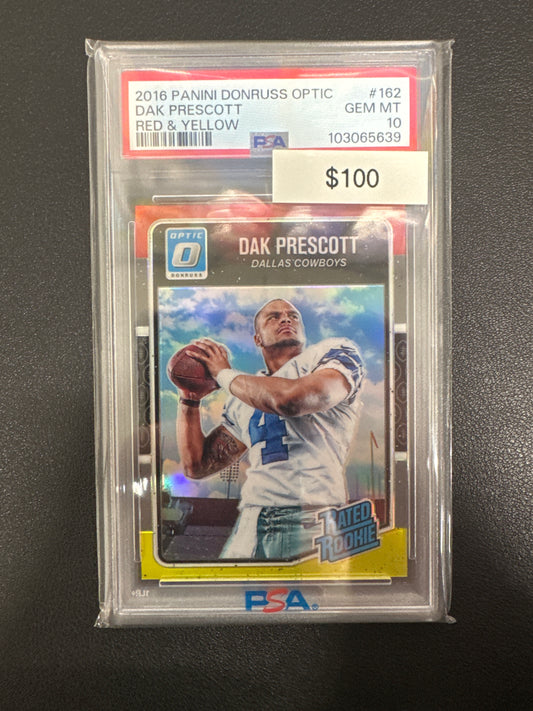 2016 PANINI DONRUSS OPTIC #162
DAK PRESCOTT GEM MT
RED & YELLOW 10
PSA 103065639
$100
OPTIC
O
DONRUSS
DAK PRESCOTT
DALLAS COWBOYS
4
RATED
ROOKIE
PSA